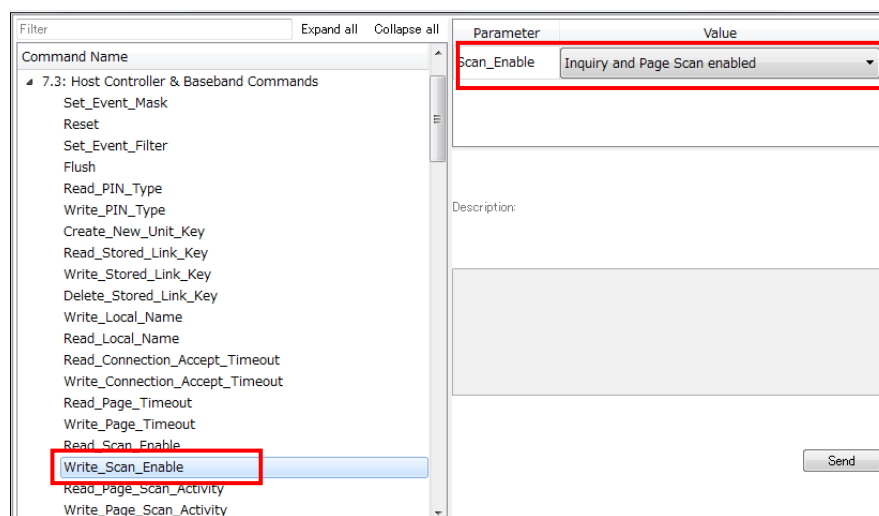 Filter
Expand all Collapse all
Command Name
7.3: Host Controller & Baseband Commands
Set_Event_Mask
Reset
Set_Event_Filter
Flush
Read_PIN_Type
Write_PIN_Type
Create_New_Unit_Key
Read_Stored_Link_Key
Write_Stored_Link_Key
Delete_Stored_Link_Key
Write_Local_Name
Read_Local_Name
Read_Connection_Accept_Timeout
Write_Connection_Accept_Timeout
Read_Page_Timeout
Write_Page_Timeout
Read_Scan_Enable
Write_Scan_Enable
Read_Page_Scan_Activity
Write_Page_Scan_Activity
Parameter Value
Scan_Enable Inquiry and Page Scan enabled
Description:
Send